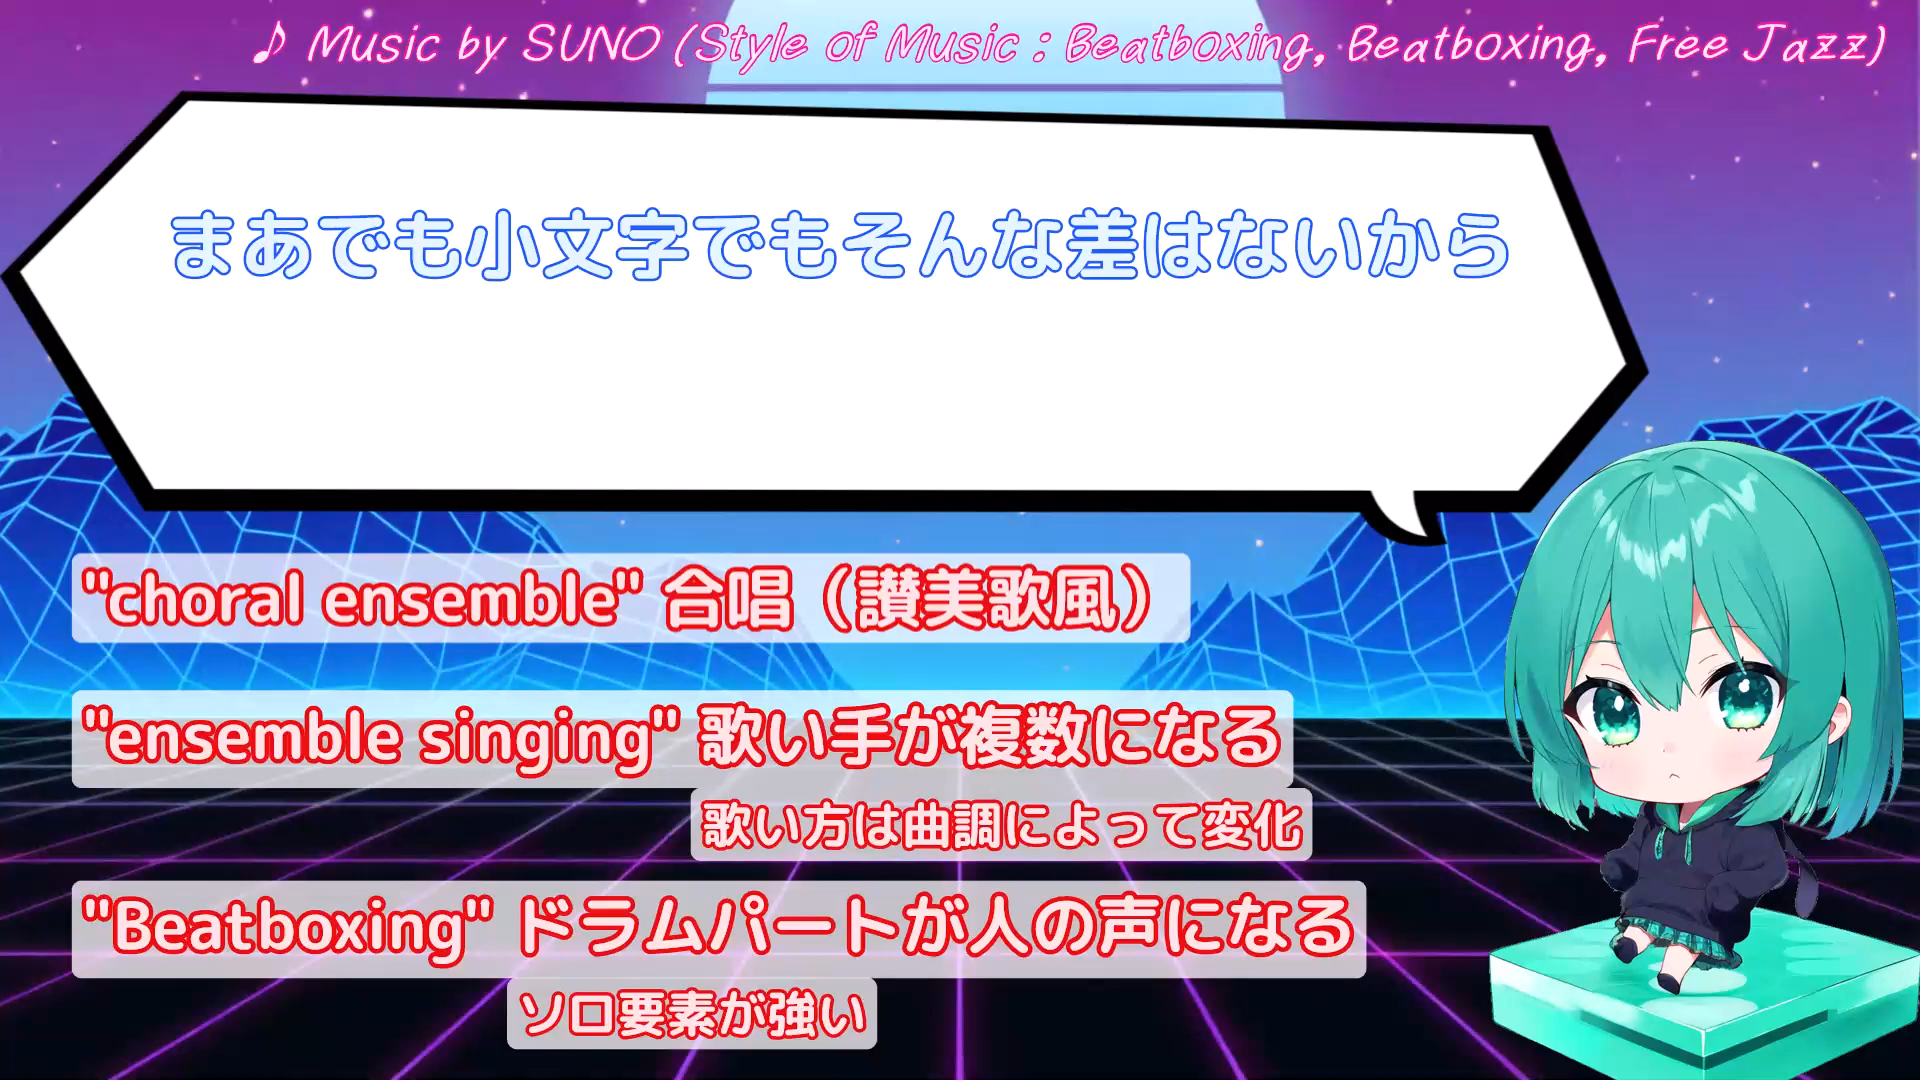 ♪ Music by SUNO (Style of Music : Beatboxing, Beatboxing, Free Jazz)
まあでも小文字でもそんな差はないから
"choral ensemble" 合唱（讃美歌風）
"ensemble singing" 歌い手が複数になる
歌い方は曲調によって変化
"Beatboxing" ドラムパートが人の声になる
ソロ要素が強い